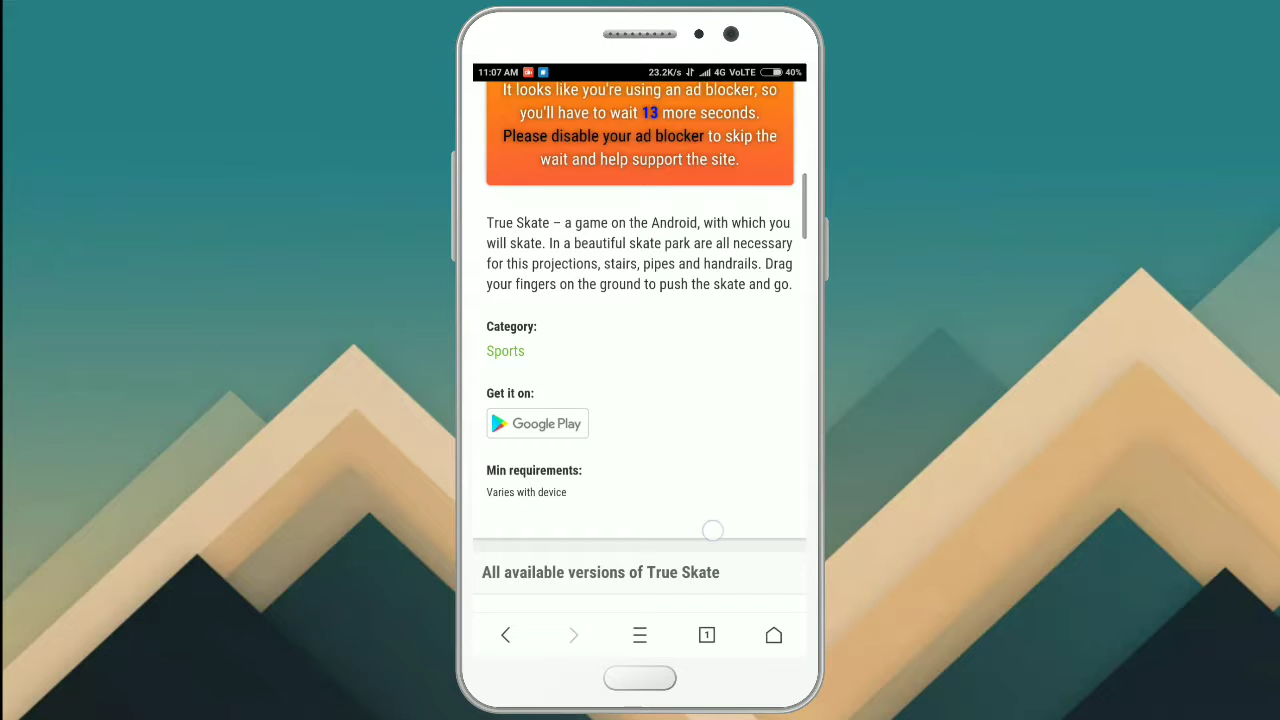 11:07 AM 23.2K/s 4G VoLTE 40%
It looks like you're using an ad blocker, so
you'll have to wait 13 more seconds.
Please disable your ad blocker to skip the
wait and help support the site.
True Skate – a game on the Android, with which you
will skate. In a beautiful skate park are all necessary
for this projections, stairs, pipes and handrails. Drag
your fingers on the ground to push the skate and go.
Category:
Sports
Get it on:
Google Play
Min requirements:
Varies with device
All available versions of True Skate
1